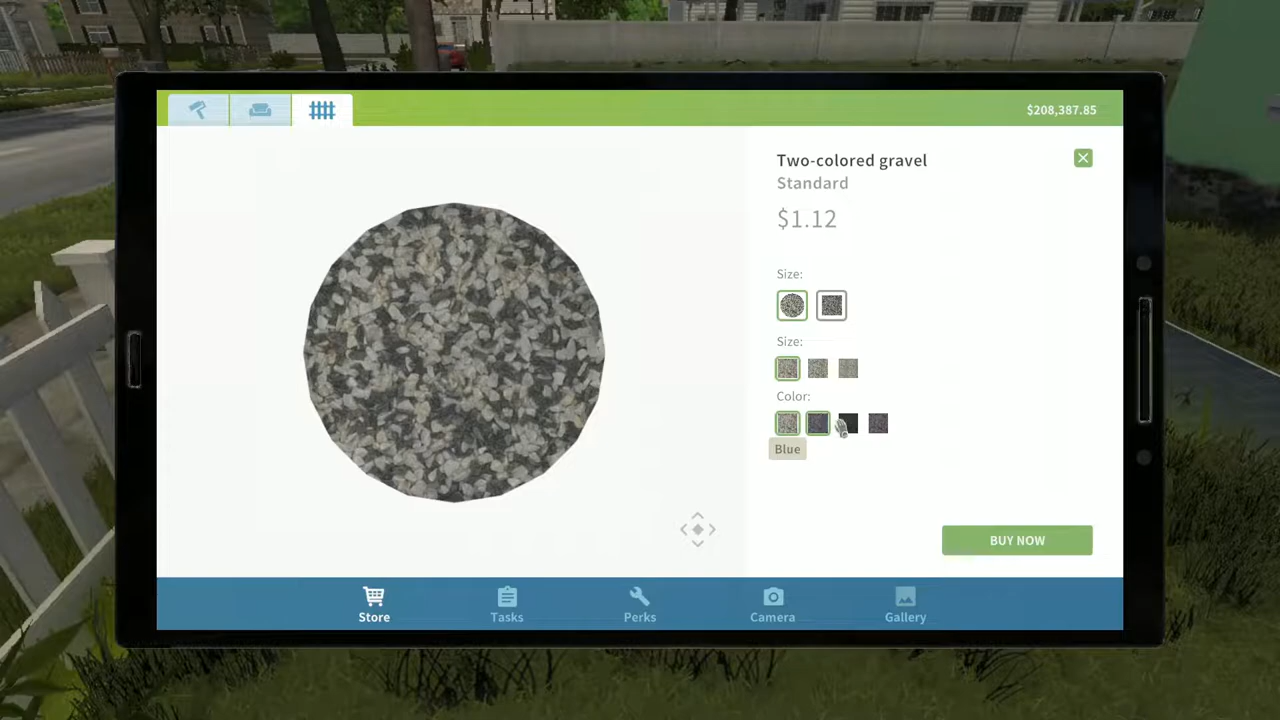 $208,387.85
Two-colored gravel
Standard
$1.12
Size:
Size:
Color:
Blue
BUY NOW
Store
Tasks
Perks
Camera
Gallery